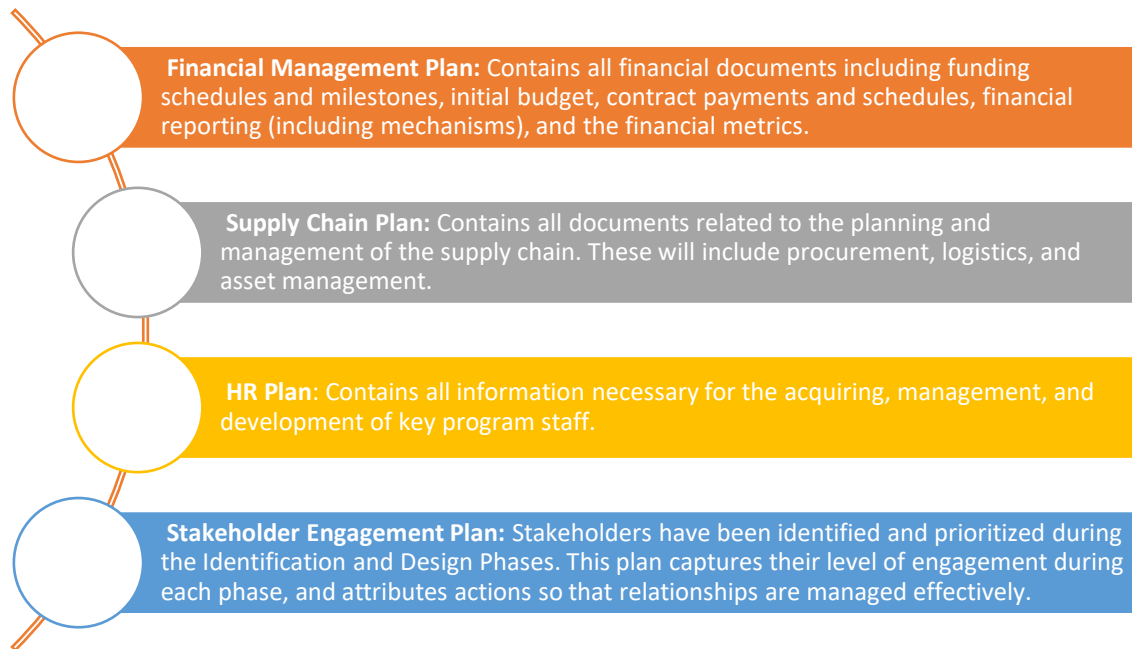 Financial Management Plan: Contains all financial documents including funding
schedules and milestones, initial budget, contract payments and schedules, financial
reporting (including mechanisms), and the financial metrics.
Supply Chain Plan: Contains all documents related to the planning and
management of the supply chain. These will include procurement, logistics, and
asset management.
HR Plan: Contains all information necessary for the acquiring, management, and
development of key program staff.
Stakeholder Engagement Plan: Stakeholders have been identified and prioritized during
the Identification and Design Phases. This plan captures their level of engagement during
each phase, and attributes actions so that relationships are managed effectively.